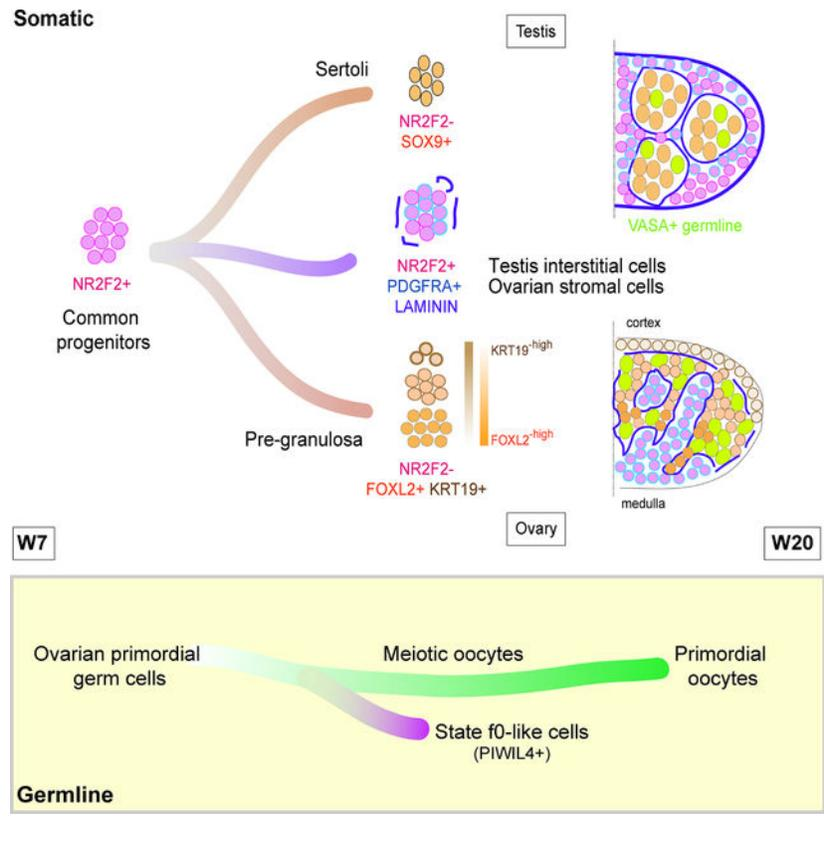 Somatic
Testis
Sertoli
NR2F2-
SOX9+
VASA+ germline
NR2F2+
Common
progenitors
NR2F2+
PDGFRA+
LAMININ
Testis interstitial cells
Ovarian stromal cells
cortex
KRT19-high
FOXL2-high
Pre-granulosa
NR2F2-
FOXL2+ KRT19+
medulla
Ovary
W7
W20
Ovarian primordial
germ cells
Meiotic oocytes
Primordial
oocytes
State f0-like cells
(PIWIL4+)
Germline